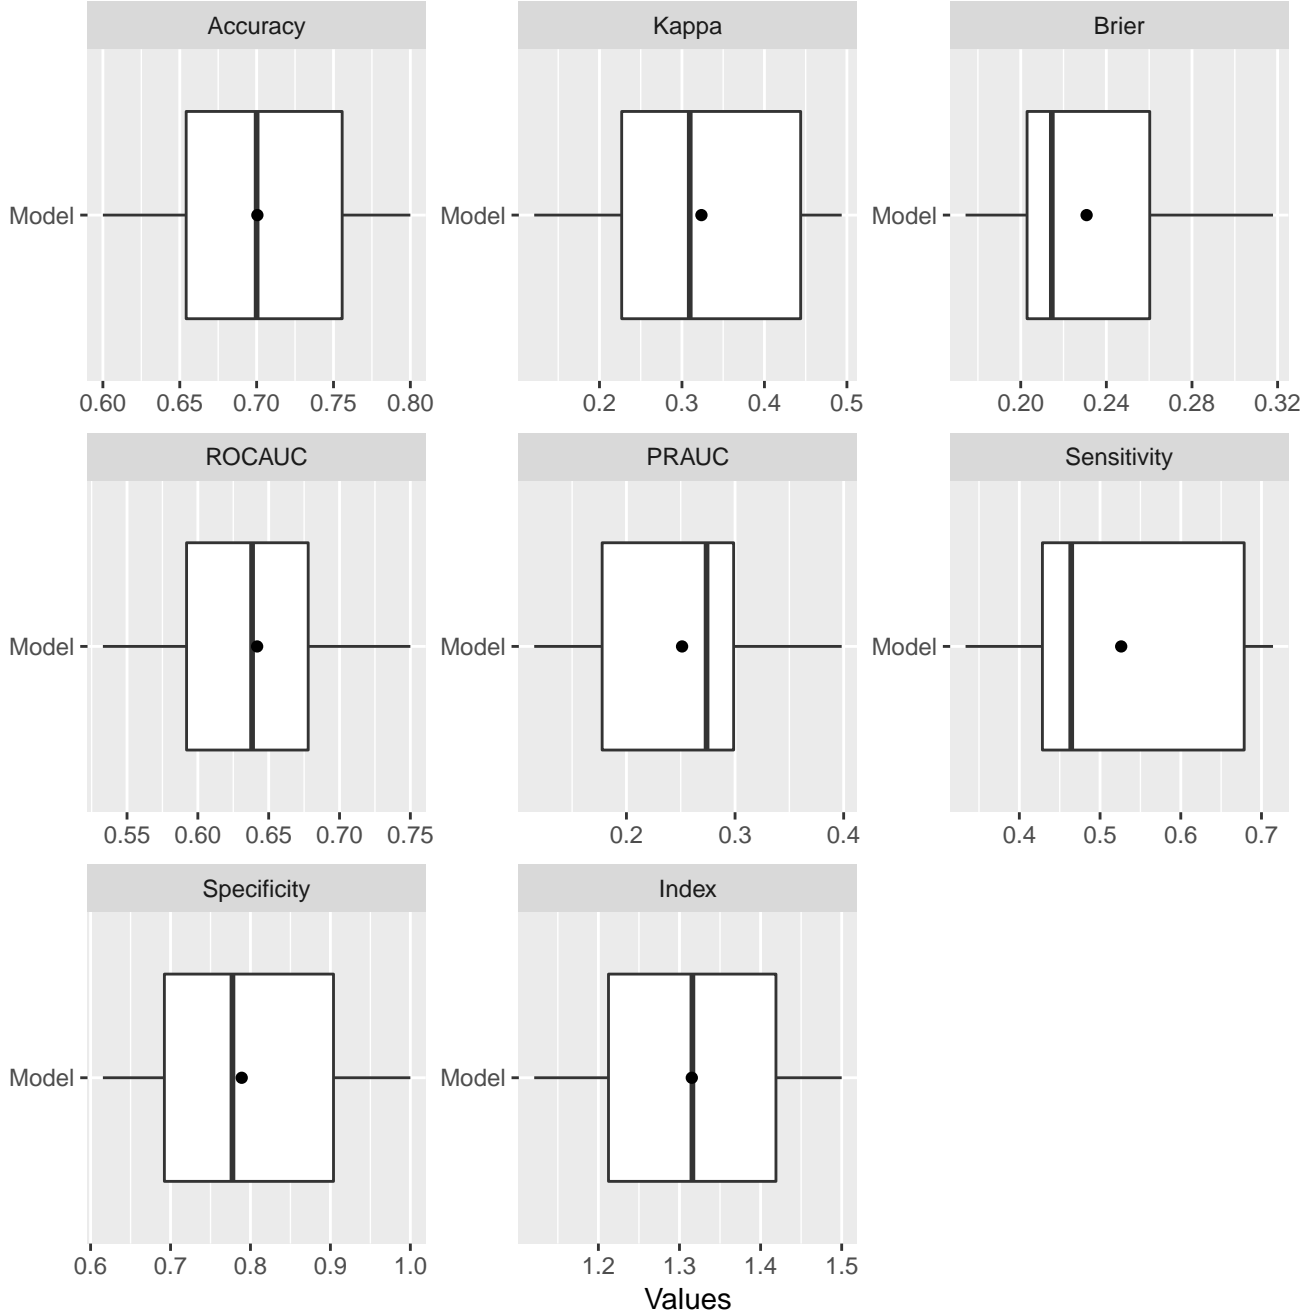 Accuracy
Kappa
Brier
Model
Model
Model
0.60 0.65 0.70 0.75 0.80
0.2 0.3 0.4 0.5
0.20 0.24 0.28 0.32
ROCAUC
PRAUC
Sensitivity
Model
Model
Model
0.55 0.60 0.65 0.70 0.75
0.2 0.3 0.4
0.4 0.5 0.6 0.7
Specificity
Index
Model
Model
0.6 0.7 0.8 0.9 1.0
1.2 1.3 1.4 1.5
Values